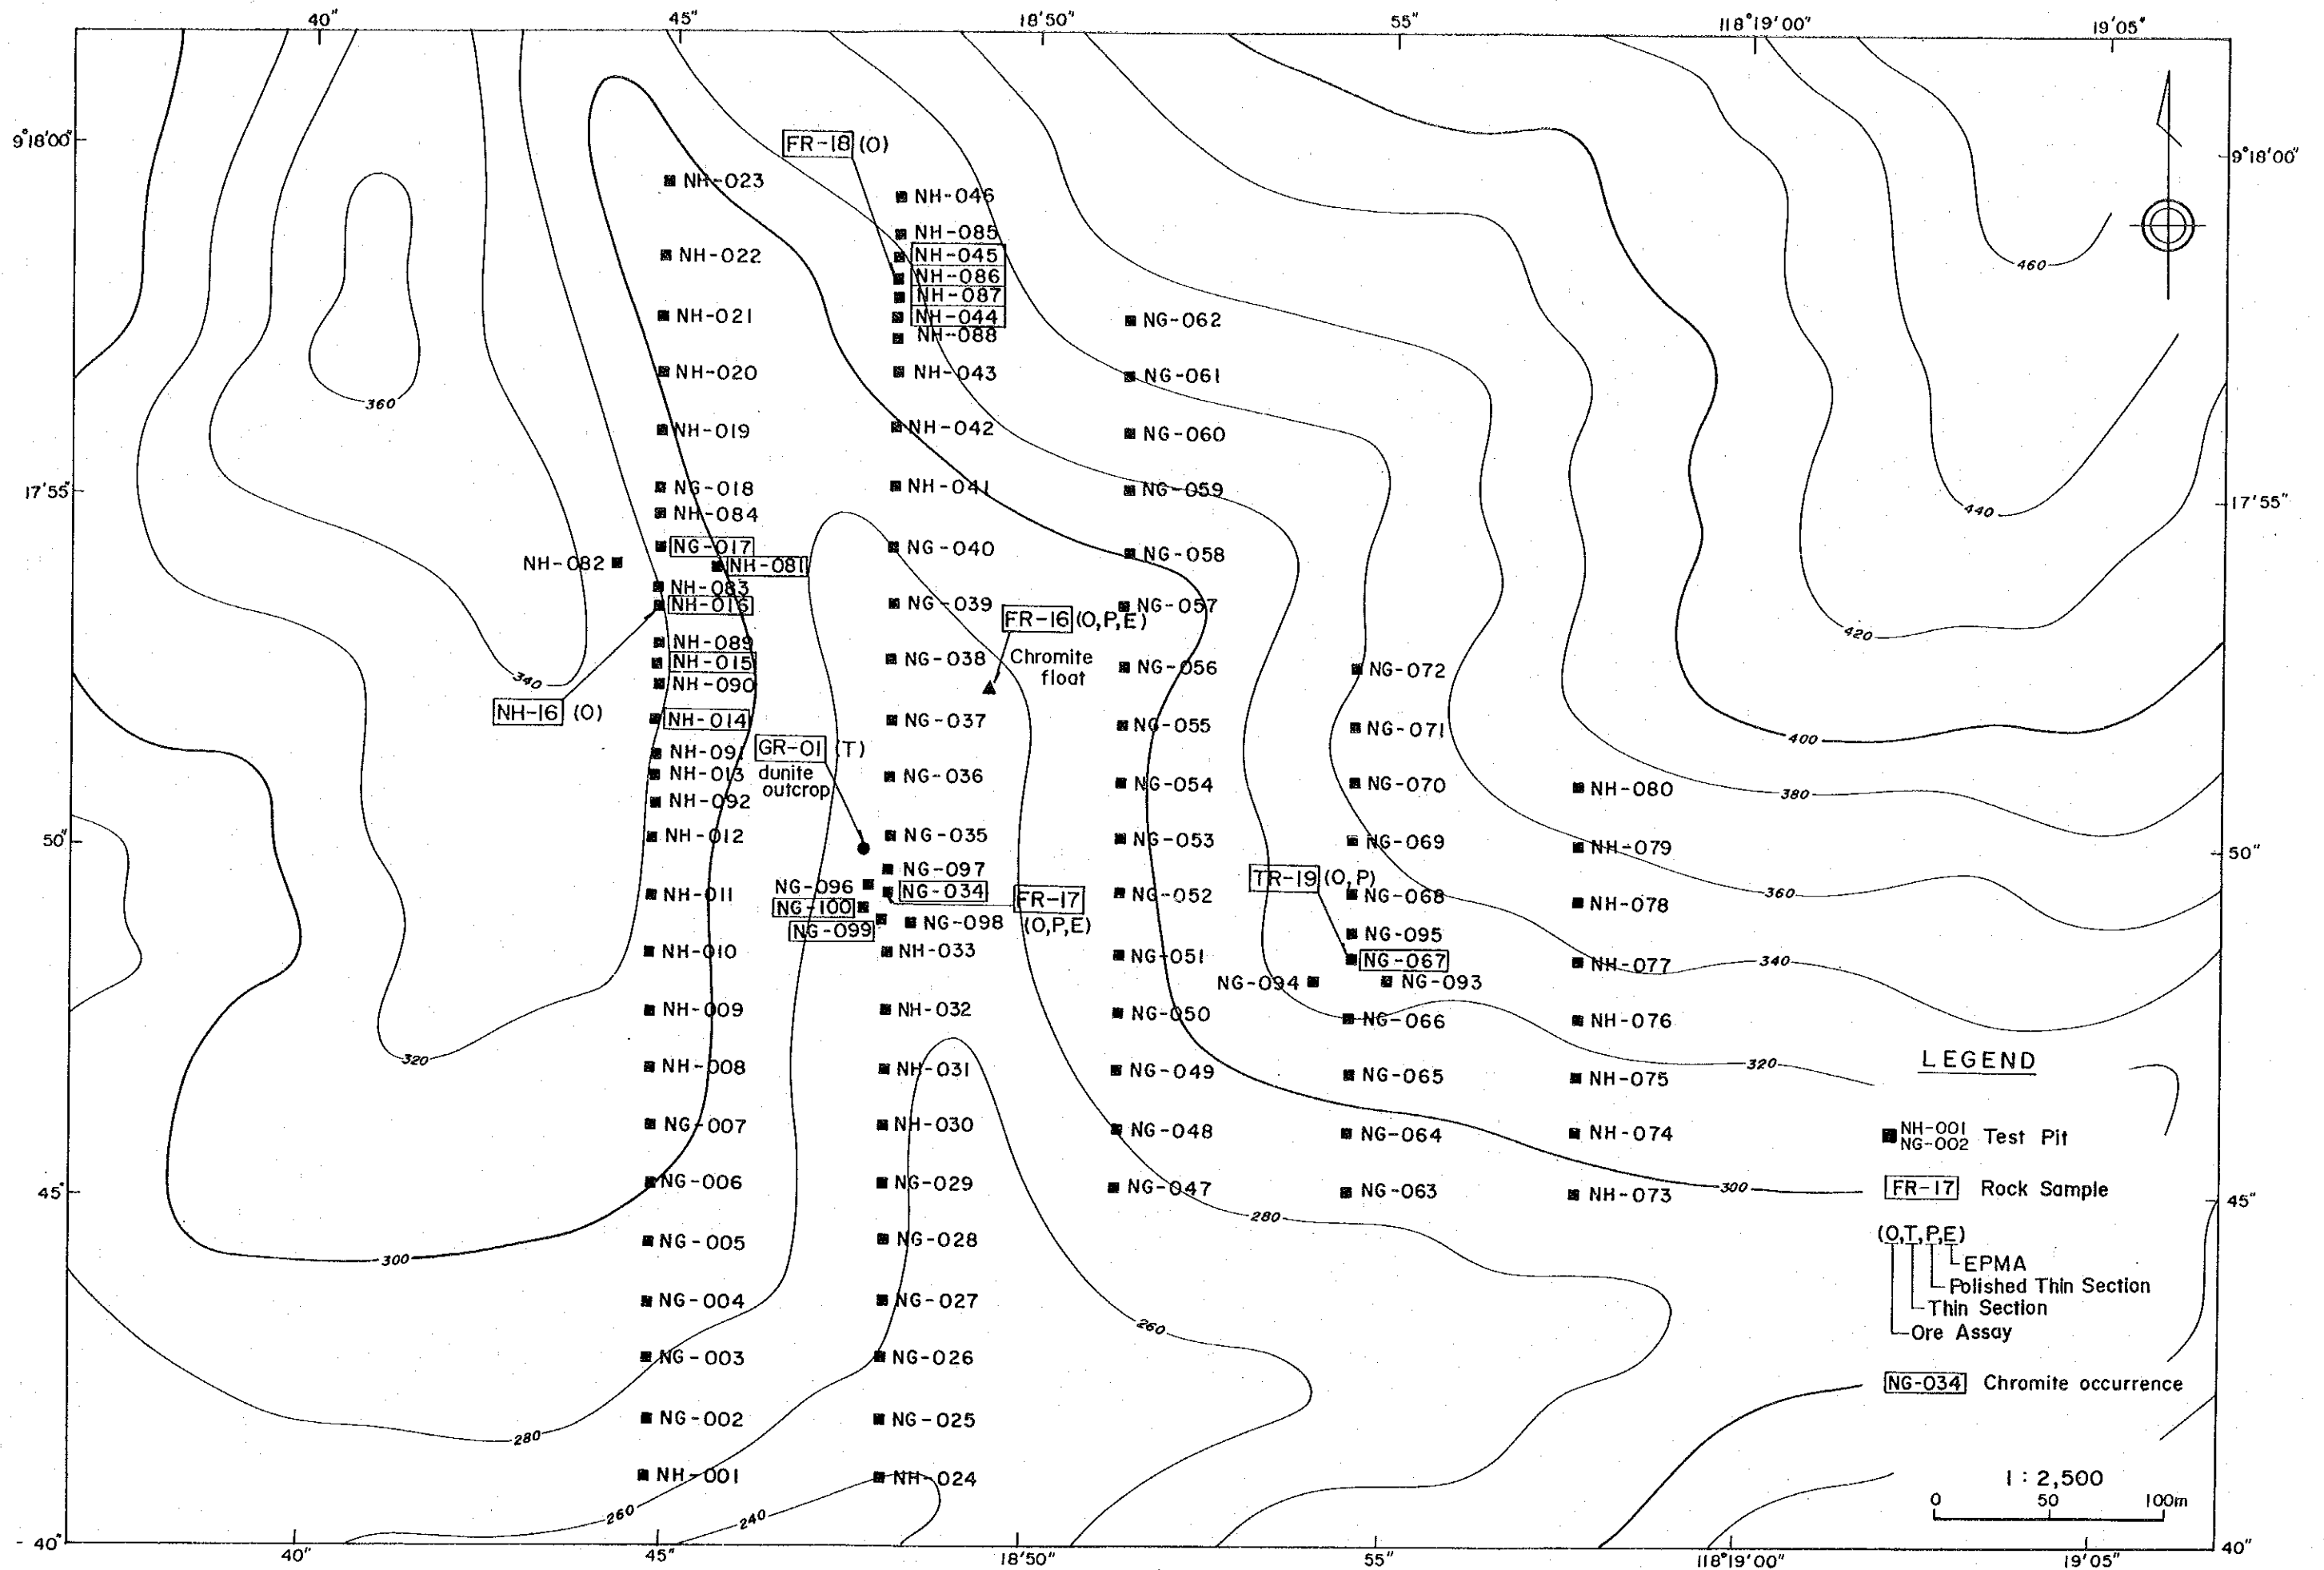 40" 45" 18'50" 55" 118°19'00" 19'05"
9°18'00"
9°18'00"
FR-18 (O)
NH-023
NH-046
NH-085
NH-022
NH-045
NH-086
NH-087
NH-021
NH-044
NG-062
NH-088
NH-020
NH-043
NG-061
460
360
NH-019
NH-042
NG-060
17'55"
NG-018
NH-041
NG-059
17'55"
440
NH-084
NG-017
NG-040
NG-058
NH-082
NH-081
NH-083
NH-016
NG-039
NG-057
FR-16 (O,P,E)
420
NH-089
NH-015
NG-038
Chromite
float
NG-056
NG-072
340
NH-090
NH-16 (O)
NH-014
NG-037
NG-055
NG-071
400
GR-01 (T)
dunite
outcrop
NH-091
NH-013
NG-036
NG-054
NG-070
NH-080
380
NH-092
50"
NH-012
NG-035
NG-053
NG-069
NH-079
50"
NG-097
TR-19 (O,P)
NG-096
NG-034
NH-011
NG-052
NG-068
360
FR-17
(O,P,E)
NG-100
NG-099
NG-098
NH-078
NG-095
NH-010
NH-033
NG-051
NG-067
NH-077
340
NG-094
NG-093
NH-009
NH-032
NG-050
NG-066
NH-076
320
NH-008
NH-031
NG-049
NG-065
NH-075
320
LEGEND
NG-007
NH-030
NG-048
NG-064
NH-074
NH-001
NG-002 Test Pit
45"
NG-006
NG-029
NG-047
NG-063
NH-073
300
FR-17 Rock Sample
45"
280
NG-005
NG-028
300
(O,T,P,E)
EPMA
Polished Thin Section
Thin Section
Ore Assay
NG-004
NG-027
260
NG-003
NG-026
NG-034 Chromite occurrence
280
NG-002
NG-025
NH-001
NH-024
260
240
1 : 2,500
0 50 100m
40"
40"
40" 45" 18'50" 55" 118°19'00" 19'05"